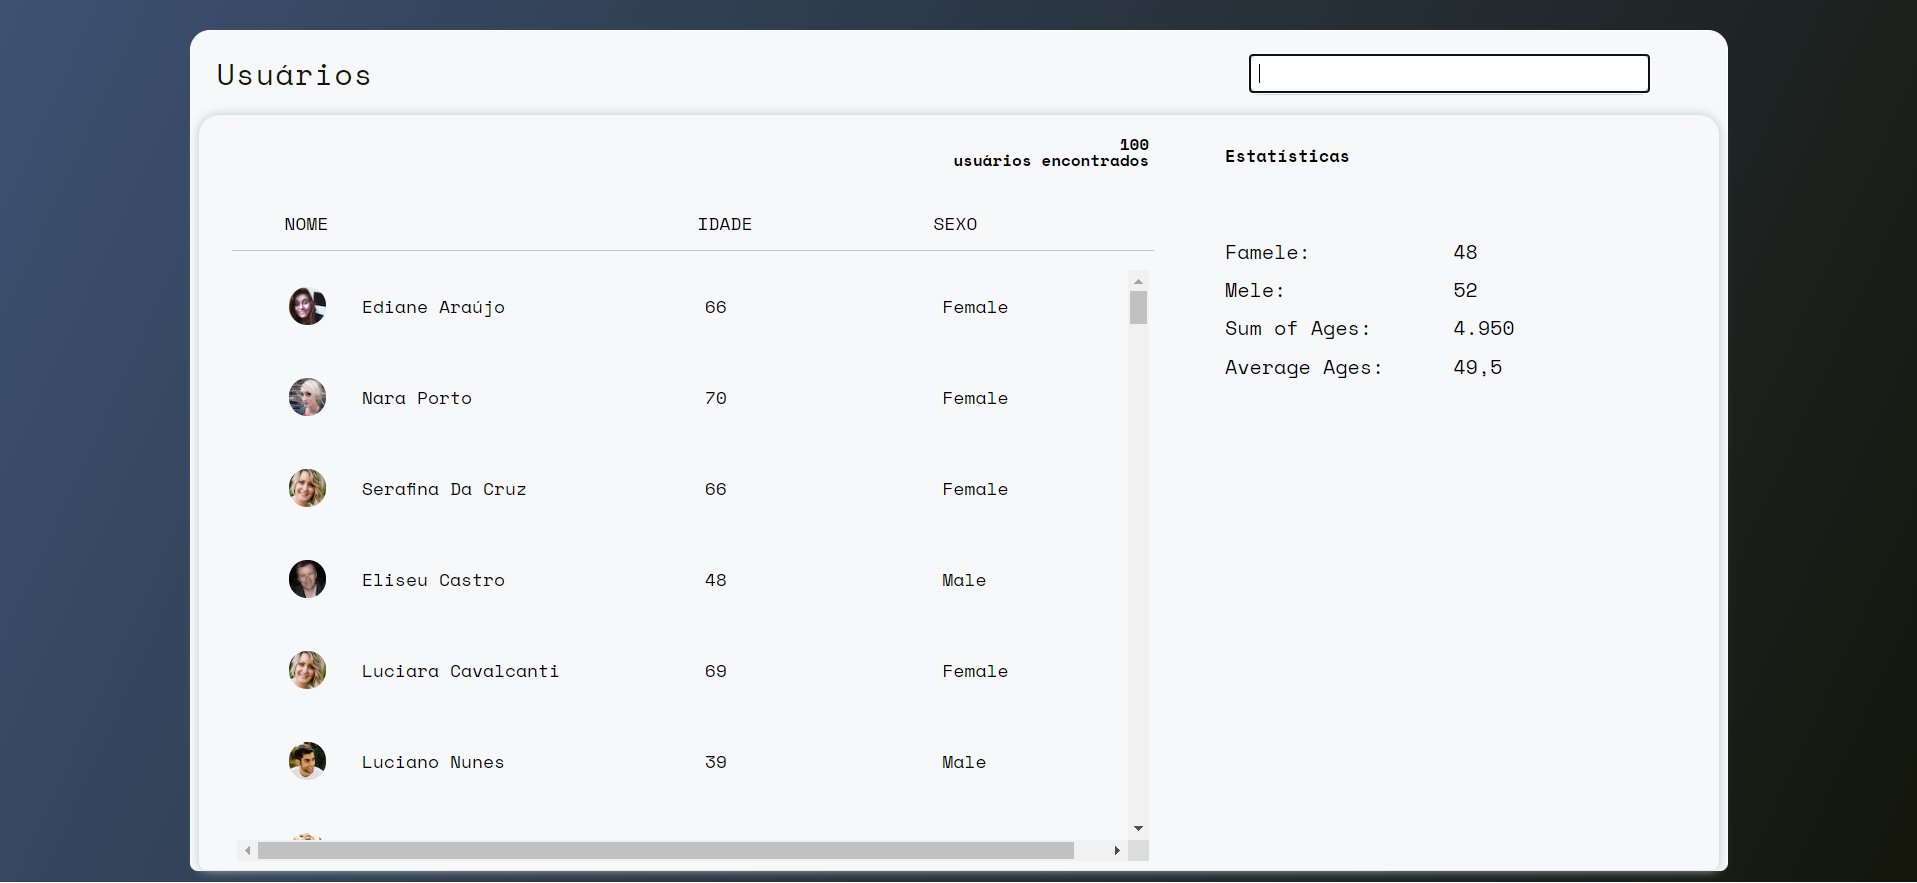 Usuários
100
usuários encontrados
Estatísticas
NOME IDADE SEXO
Ediane Araújo 66 Female
Nara Porto 70 Female
Serafina Da Cruz 66 Female
Eliseu Castro 48 Male
Luciara Cavalcanti 69 Female
Luciano Nunes 39 Male
Famele: 48
Mele: 52
Sum of Ages: 4.950
Average Ages: 49,5